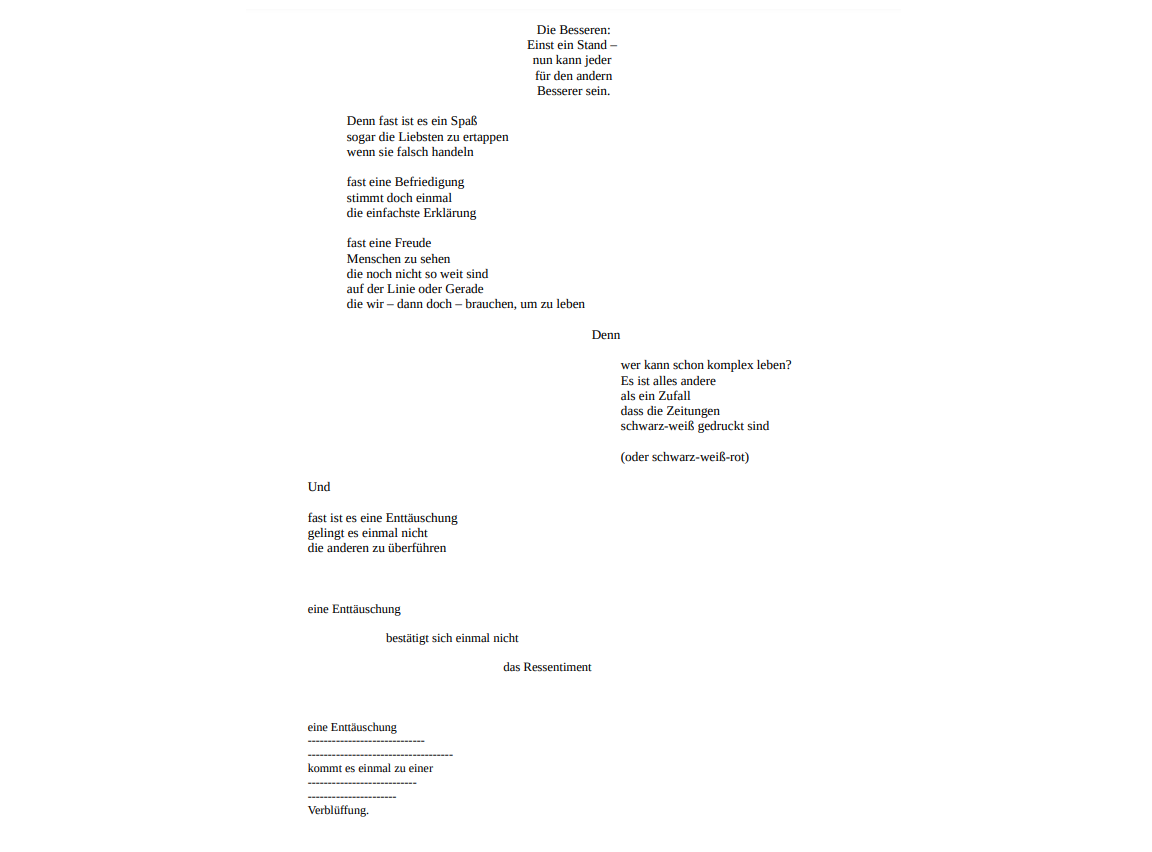 Die Besseren:
Einst ein Stand –
nun kann jeder
für den andern
Besserer sein.
Denn fast ist es ein Spaß
sogar die Liebsten zu ertappen
wenn sie falsch handeln
fast eine Befriedigung
stimmt doch einmal
die einfachste Erklärung
fast eine Freude
Menschen zu sehen
die noch nicht so weit sind
auf der Linie oder Gerade
die wir – dann doch – brauchen, um zu leben
Denn
wer kann schon komplex leben?
Es ist alles andere
als ein Zufall
dass die Zeitungen
schwarz-weiß gedruckt sind
(oder schwarz-weiß-rot)
Und
fast ist es eine Enttäuschung
gelingt es einmal nicht
die anderen zu überführen
eine Enttäuschung
bestätigt sich einmal nicht
das Ressentiment
eine Enttäuschung
-----------------------------
------------------------------------
kommt es einmal zu einer
---------------------------
----------------------
Verblüffung.